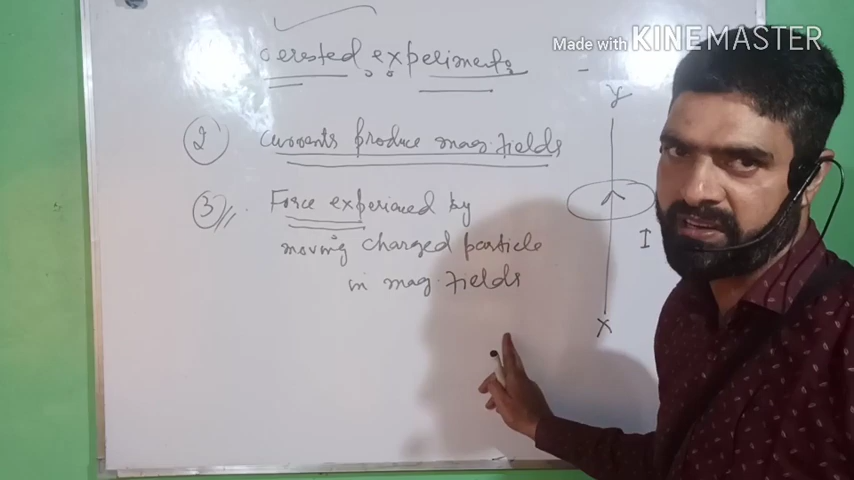 Made with KINEMASTER
oersted experiments
Y
② currents produce mag. fields
③ Force experienced by
moving charged particle
I
in mag. fields
X